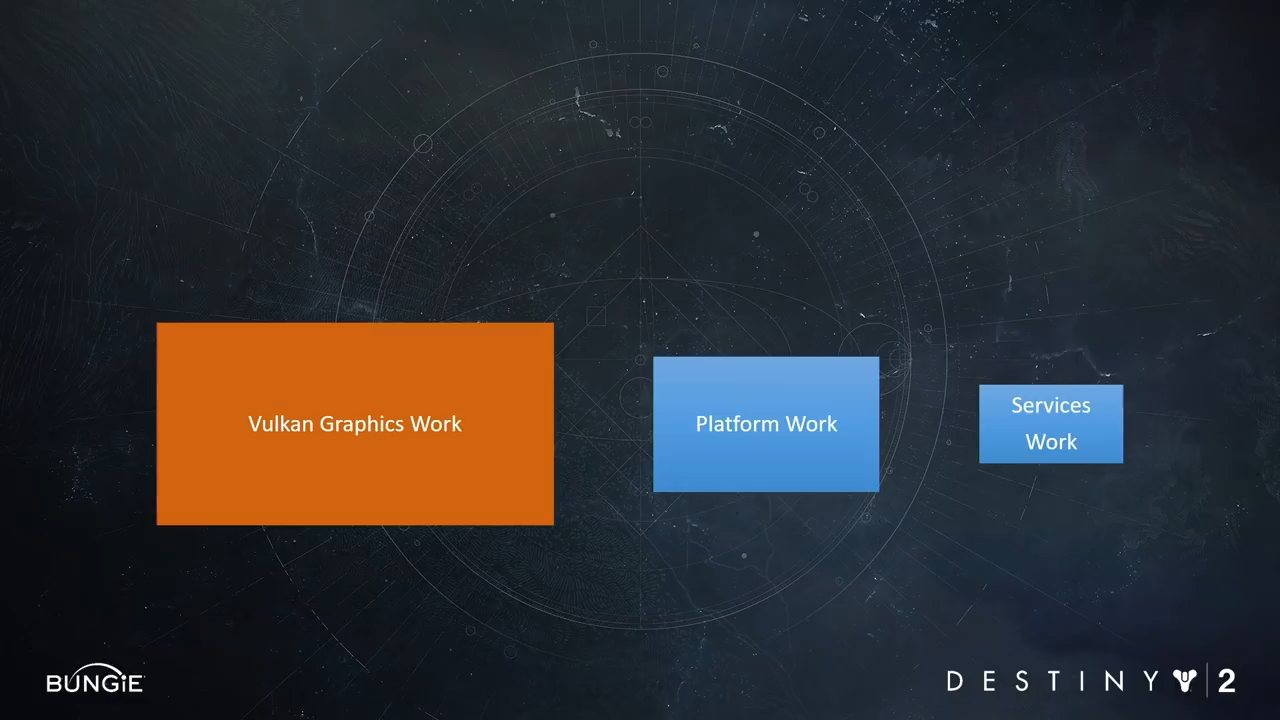 Vulkan Graphics Work
Platform Work
Services
Work
BUNGiE
DESTINY 2